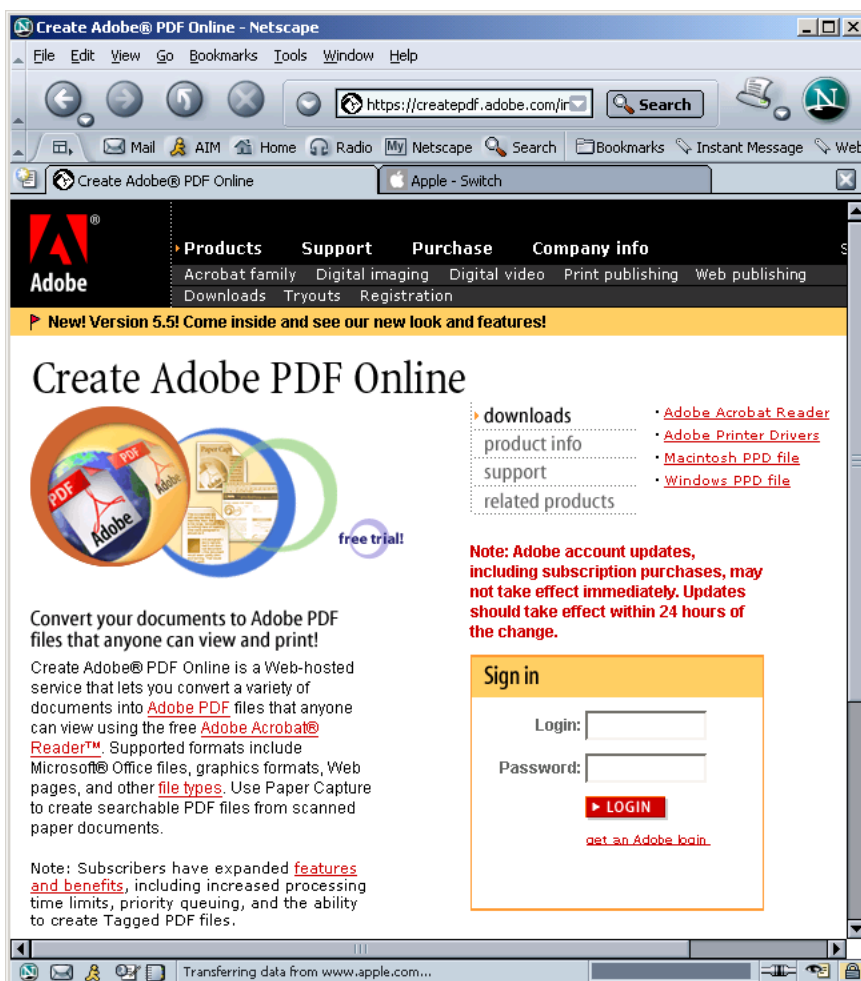 Create Adobe® PDF Online - Netscape
File Edit View Go Bookmarks Tools Window Help
https://createpdf.adobe.com/in
Search
Mail AIM Home Radio My Netscape Search Bookmarks Instant Message Web
Create Adobe® PDF Online
Apple - Switch
Adobe
Products Support Purchase Company info
Acrobat family Digital imaging Digital video Print publishing Web publishing
Downloads Tryouts Registration
New! Version 5.5! Come inside and see our new look and features!
Create Adobe PDF Online
PDF
Adobe
PDF
Adobe
Paper Capture
free trial!
downloads
product info
support
related products
· Adobe Acrobat Reader
· Adobe Printer Drivers
· Macintosh PPD file
· Windows PPD file
Note: Adobe account updates,
including subscription purchases, may
not take effect immediately. Updates
should take effect within 24 hours of
the change.
Convert your documents to Adobe PDF
files that anyone can view and print!
Create Adobe® PDF Online is a Web-hosted
service that lets you convert a variety of
documents into Adobe PDF files that anyone
can view using the free Adobe Acrobat®
Reader™. Supported formats include
Microsoft® Office files, graphics formats, Web
pages, and other file types. Use Paper Capture
to create searchable PDF files from scanned
paper documents.
Note: Subscribers have expanded features
and benefits, including increased processing
time limits, priority queuing, and the ability
to create Tagged PDF files.
Sign in
Login:
Password:
LOGIN
get an Adobe login
Transferring data from www.apple.com...